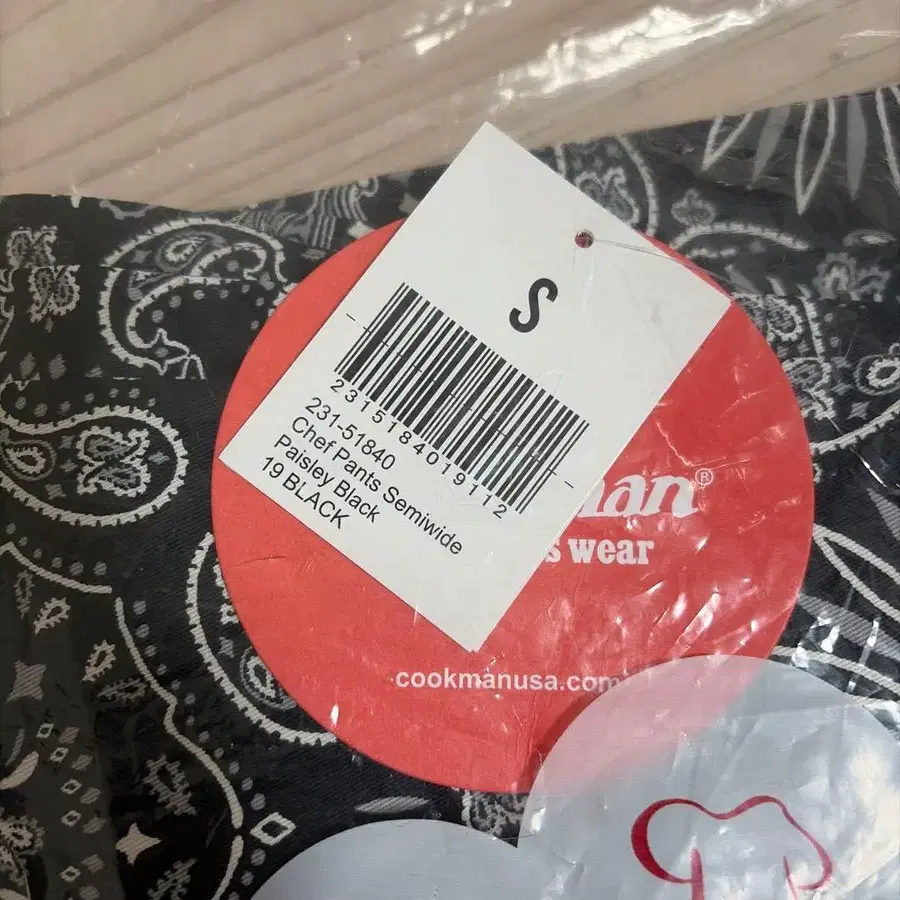 S
2315184019112
231-51840
Chef Pants Semiwide
Paisley Black
19 BLACK
wear
cookmanusa.com